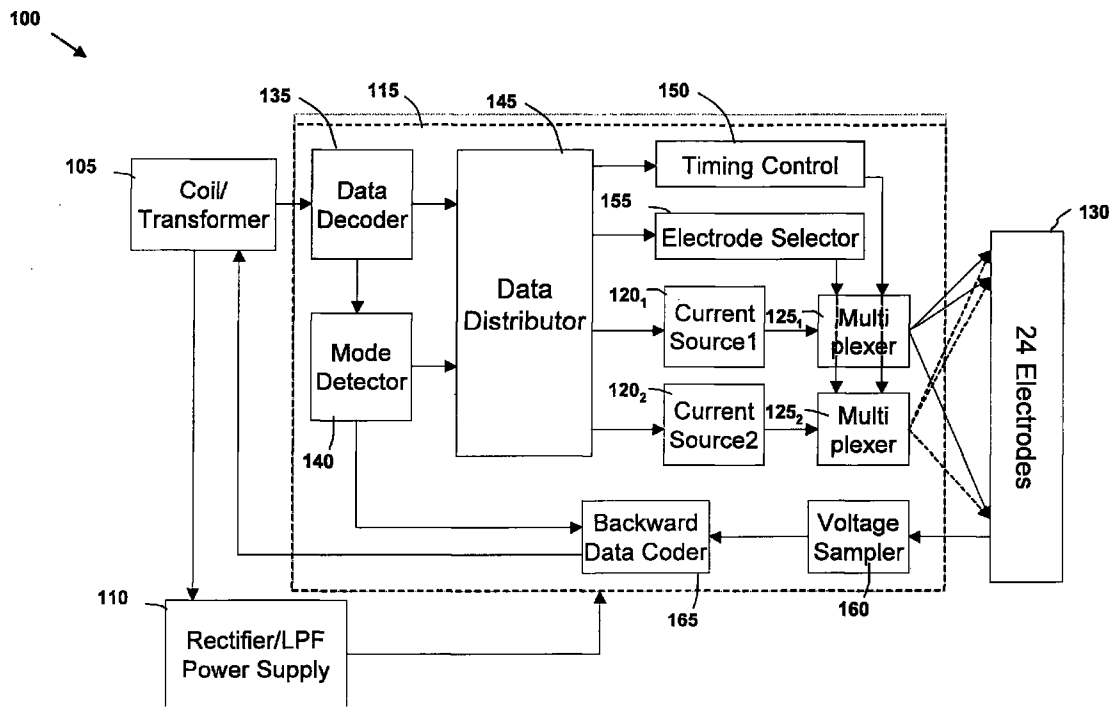 100
135
115
145
150
105
Coil/
Transformer
Data
Decoder
Timing Control
155
130
Electrode Selector
Data
Distributor
120₁
Current
Source1
125₁
Multi
plexer
24 Electrodes
Mode
Detector
140
120₂
Current
Source2
125₂
Multi
plexer
Backward
Data Coder
Voltage
Sampler
110
165
160
Rectifier/LPF
Power Supply